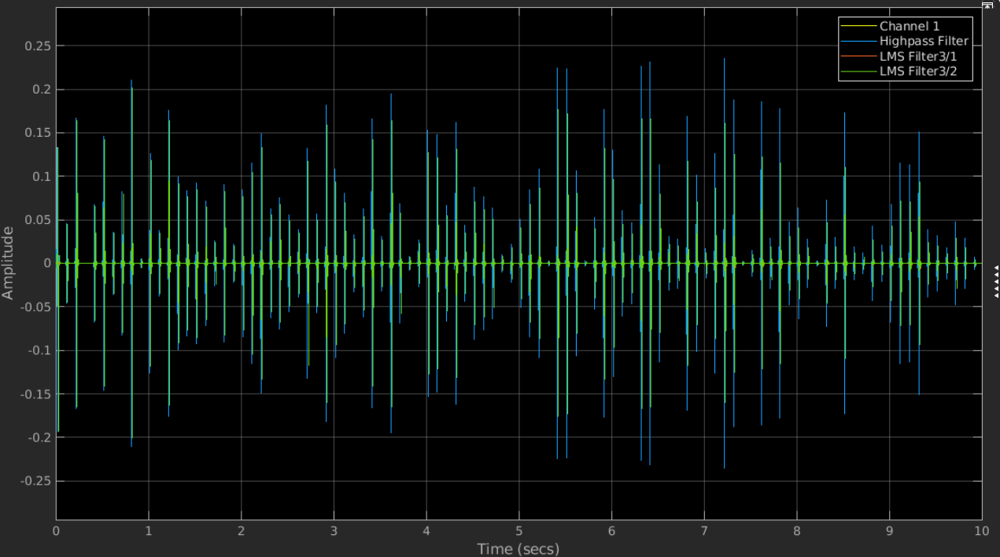 Channel 1
Highpass Filter
LMS Filter3/1
LMS Filter3/2
0.25
0.2
0.15
0.1
0.05
0
-0.05
-0.1
-0.15
-0.2
-0.25
Amplitude
0 1 2 3 4 5 6 7 8 9 10
Time (secs)